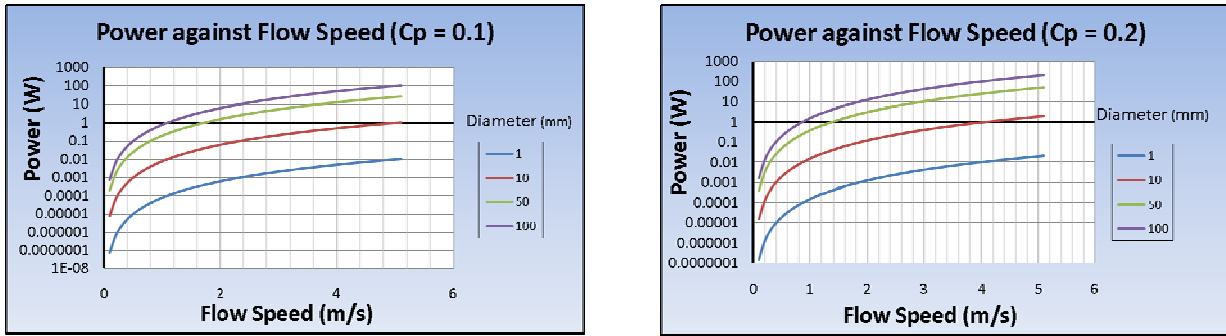 Power against Flow Speed (Cp = 0.1)
Power (W)
1000
100
10
1
0.1
0.01
0.001
0.0001
0.00001
0.000001
0.0000001
1E-08
0 2 4 6
Flow Speed (m/s)
Diameter (mm)
1
10
50
100
Power against Flow Speed (Cp = 0.2)
Power (W)
1000
100
10
1
0.1
0.01
0.001
0.0001
0.00001
0.000001
0.0000001
0 1 2 3 4 5 6
Flow Speed (m/s)
Diameter (mm)
1
10
50
100